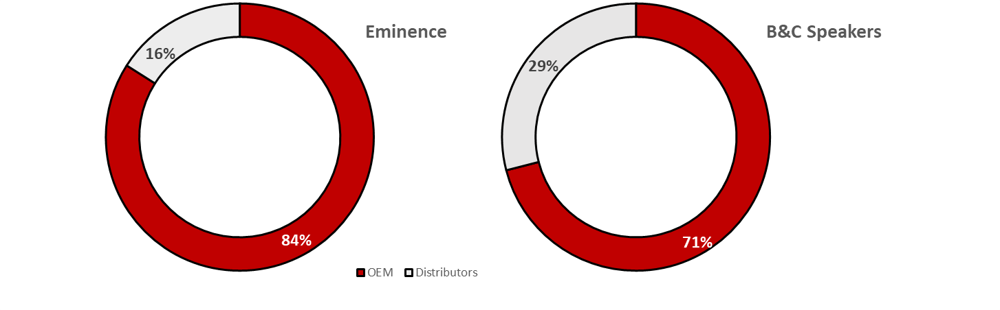 Eminence
16%
84%
B&C Speakers
29%
71%
OEM
Distributors